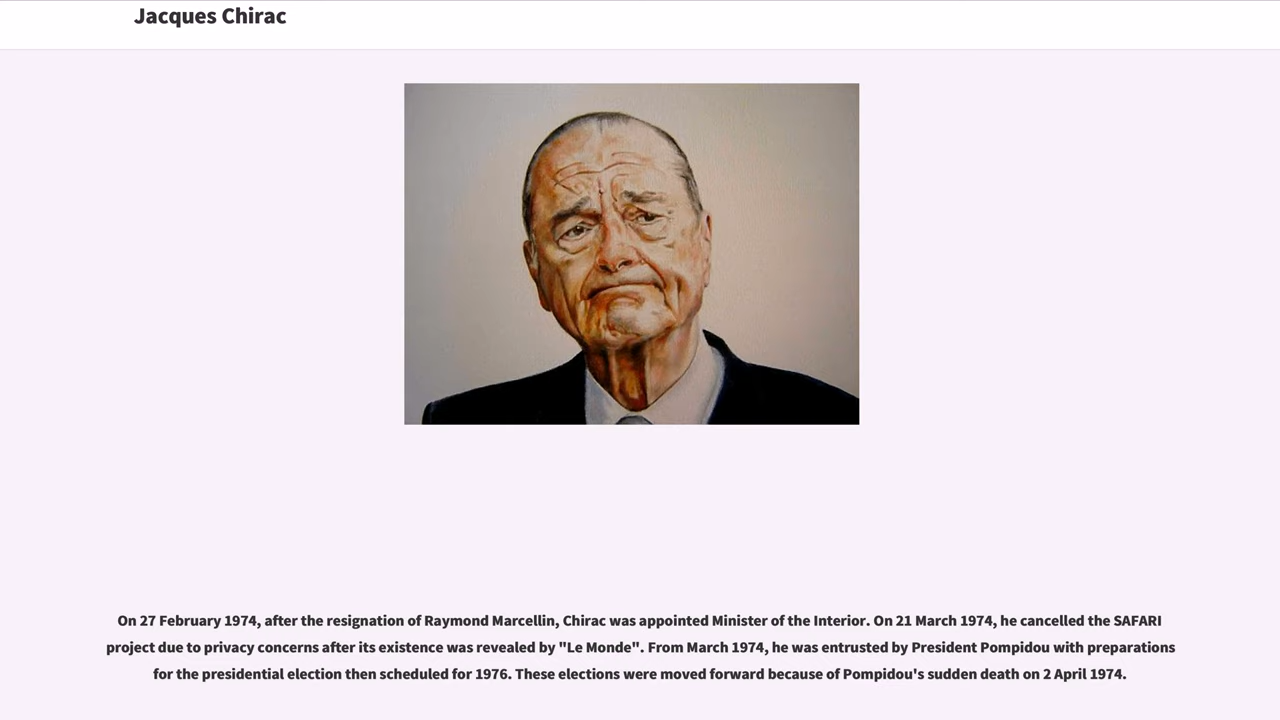 Jacques Chirac
On 27 February 1974, after the resignation of Raymond Marcellin, Chirac was appointed Minister of the Interior. On 21 March 1974, he cancelled the SAFARI
project due to privacy concerns after its existence was revealed by "Le Monde". From March 1974, he was entrusted by President Pompidou with preparations
for the presidential election then scheduled for 1976. These elections were moved forward because of Pompidou's sudden death on 2 April 1974.